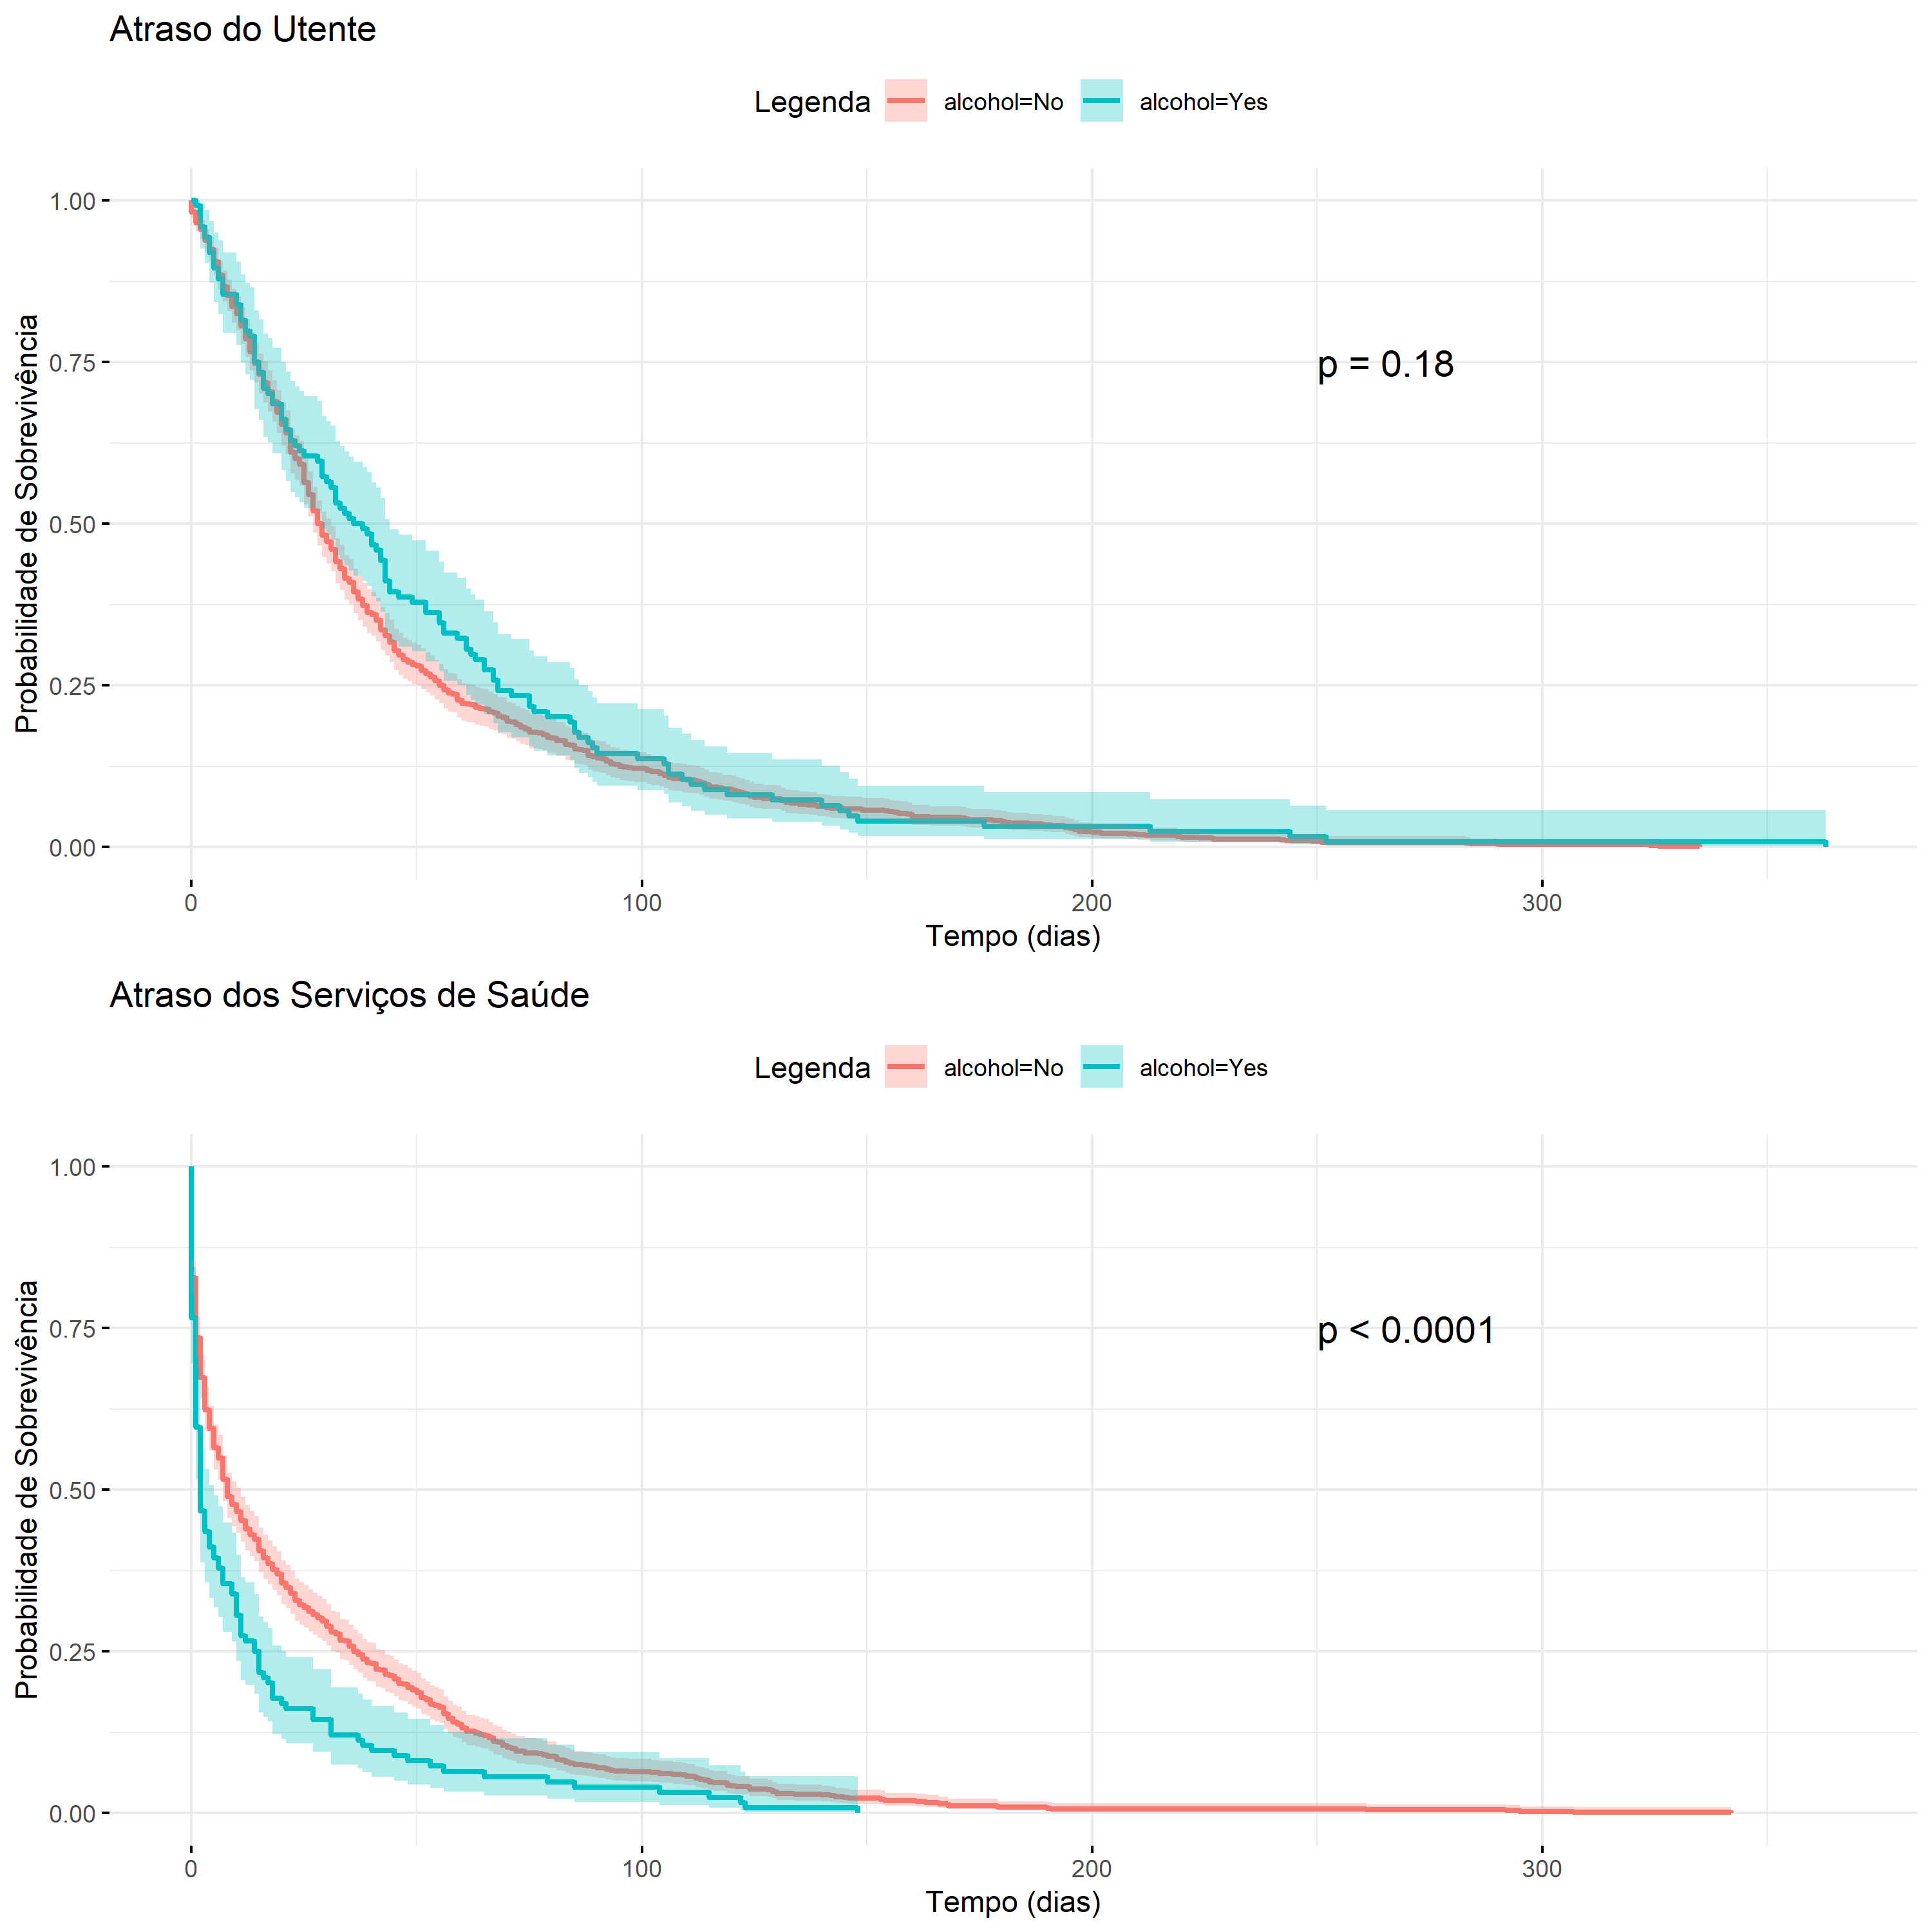 Atraso do Utente
Legenda alcohol=No alcohol=Yes
Probabilidade de Sobrevivência
1.00
0.75
0.50
0.25
0.00
p = 0.18
0 100 200 300
Tempo (dias)
Atraso dos Serviços de Saúde
Legenda alcohol=No alcohol=Yes
Probabilidade de Sobrevivência
1.00
0.75
0.50
0.25
0.00
p < 0.0001
0 100 200 300
Tempo (dias)